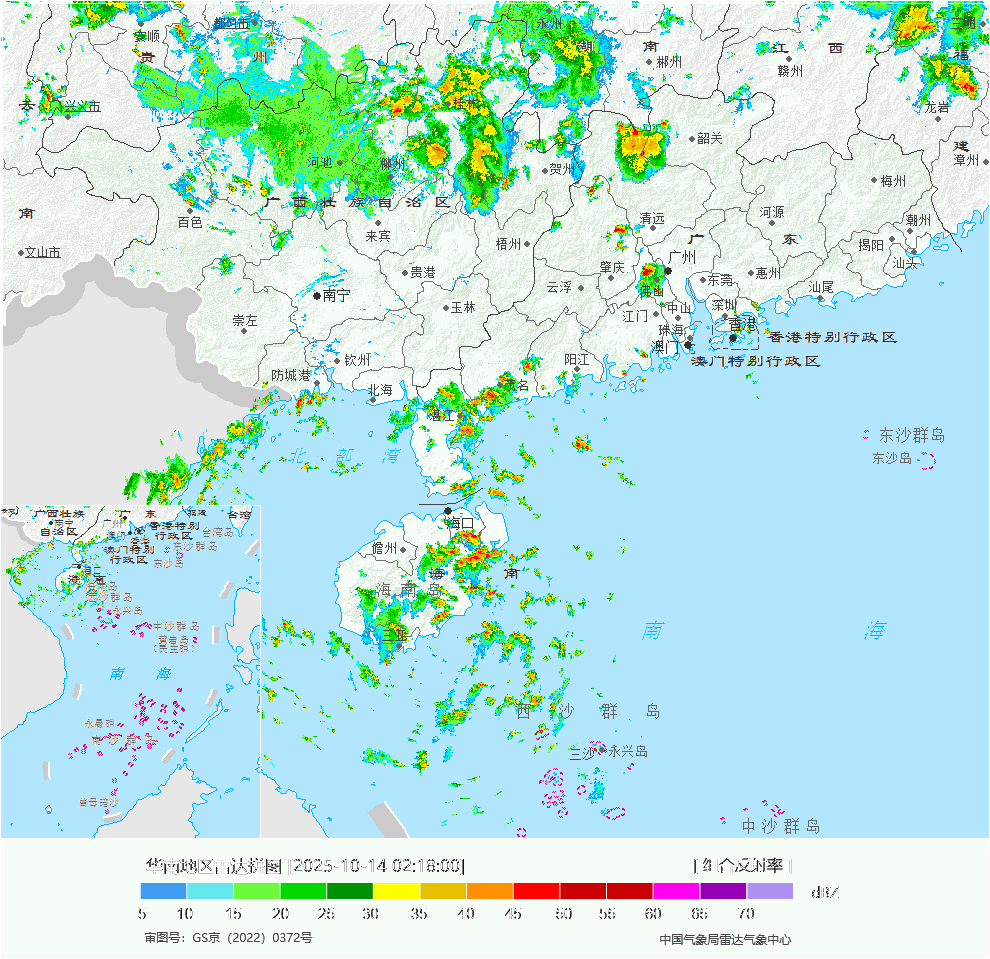 都匀市
永州
三明
安顺
贵
州
湖
南
江
西
福
郴州
赣州
兴义市
桂林
龙岩
建
韶关
漳州
河池
柳州
贺州
梅州
广 西 壮 族 自 治 区
南
百色
来宾
清远
河源
潮州
梧州
广
东
揭阳
文山市
广州
汕头
贵港
肇庆
惠州
南宁
云浮
佛山
东莞
汕尾
玉林
江门
中山
深圳
崇左
珠海
香港
香港特别行政区
澳门
澳门特别行政区
钦州
阳江
防城港
茂名
北海
湛江
东沙群岛
北 部 湾
东沙岛
海口
儋州
海
南
海 南 岛
三亚
南
海
西 沙 群 岛
三沙
永兴岛
中沙群岛
广西壮族
自治区
广 东
台湾
南宁
广州
香港特别
行政区
台湾岛
澳门特别
行政区
东沙群岛
东沙岛
永兴岛
中沙群岛
黄岩岛
南 海
永暑礁
南 沙 群 岛
曾母暗沙
华南地区雷达拼图 [2025-10-14 02:18:00]
[ 组合反射率 ]
dBZ
5 10 15 20 25 30 35 40 45 50 55 60 65 70
审图号：GS京（2022）0372号
中国气象局雷达气象中心